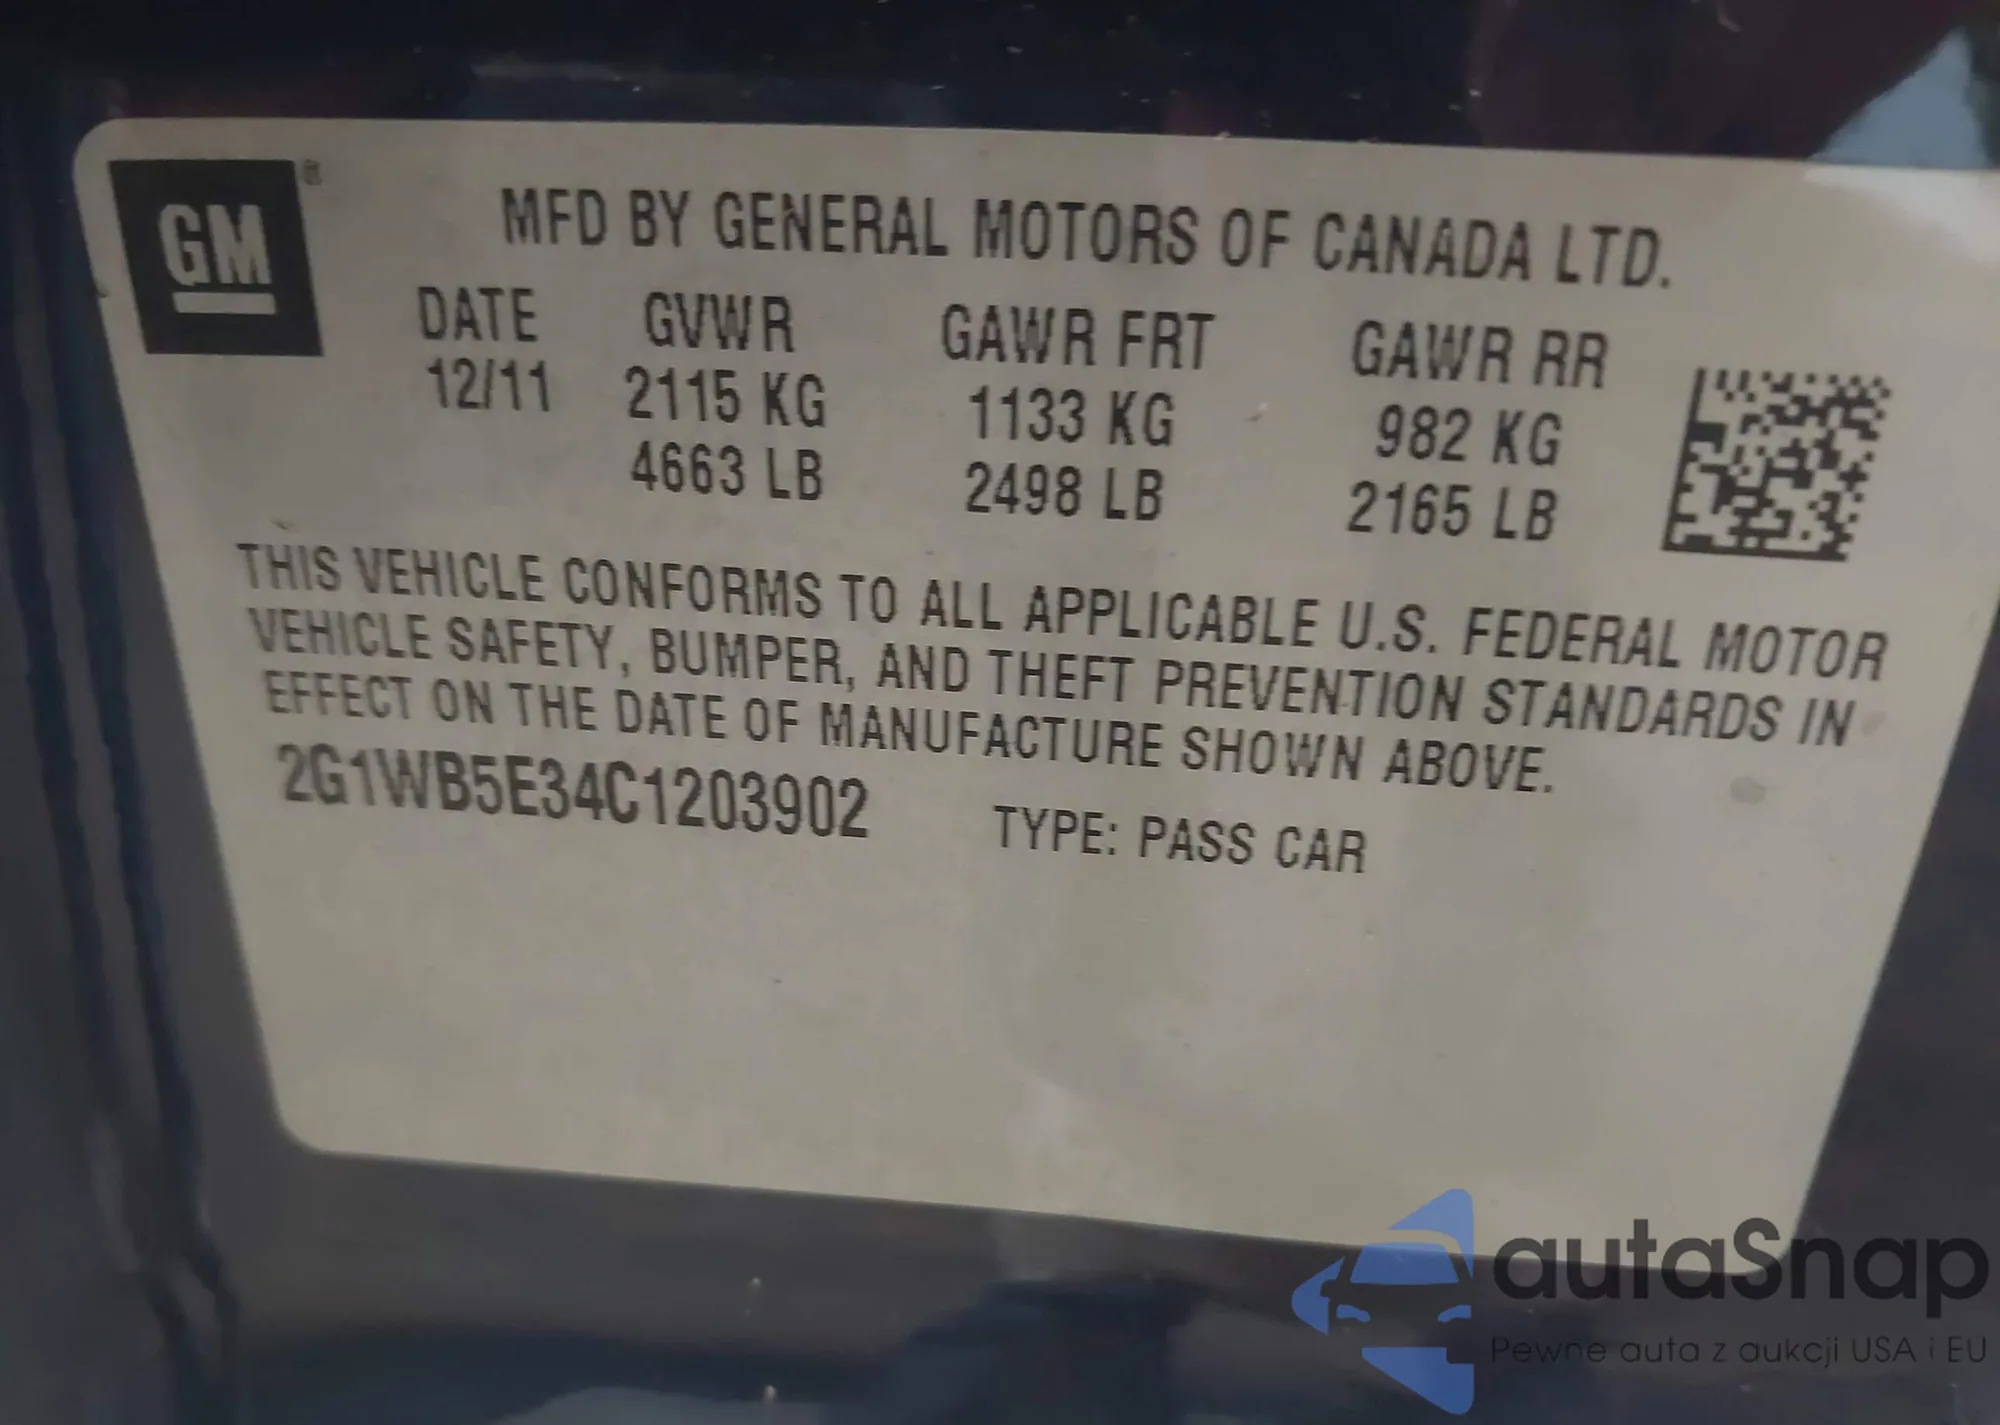 GM ®
MFD BY GENERAL MOTORS OF CANADA LTD.
DATE GVWR GAWR FRT GAWR RR
12/11 2115 KG 1133 KG 982 KG
4663 LB 2498 LB 2165 LB
THIS VEHICLE CONFORMS TO ALL APPLICABLE U.S. FEDERAL MOTOR
VEHICLE SAFETY, BUMPER, AND THEFT PREVENTION STANDARDS IN
EFFECT ON THE DATE OF MANUFACTURE SHOWN ABOVE.
2G1WB5E34C1203902 TYPE: PASS CAR
autaSnap
Pewne auta z aukcji USA i EU